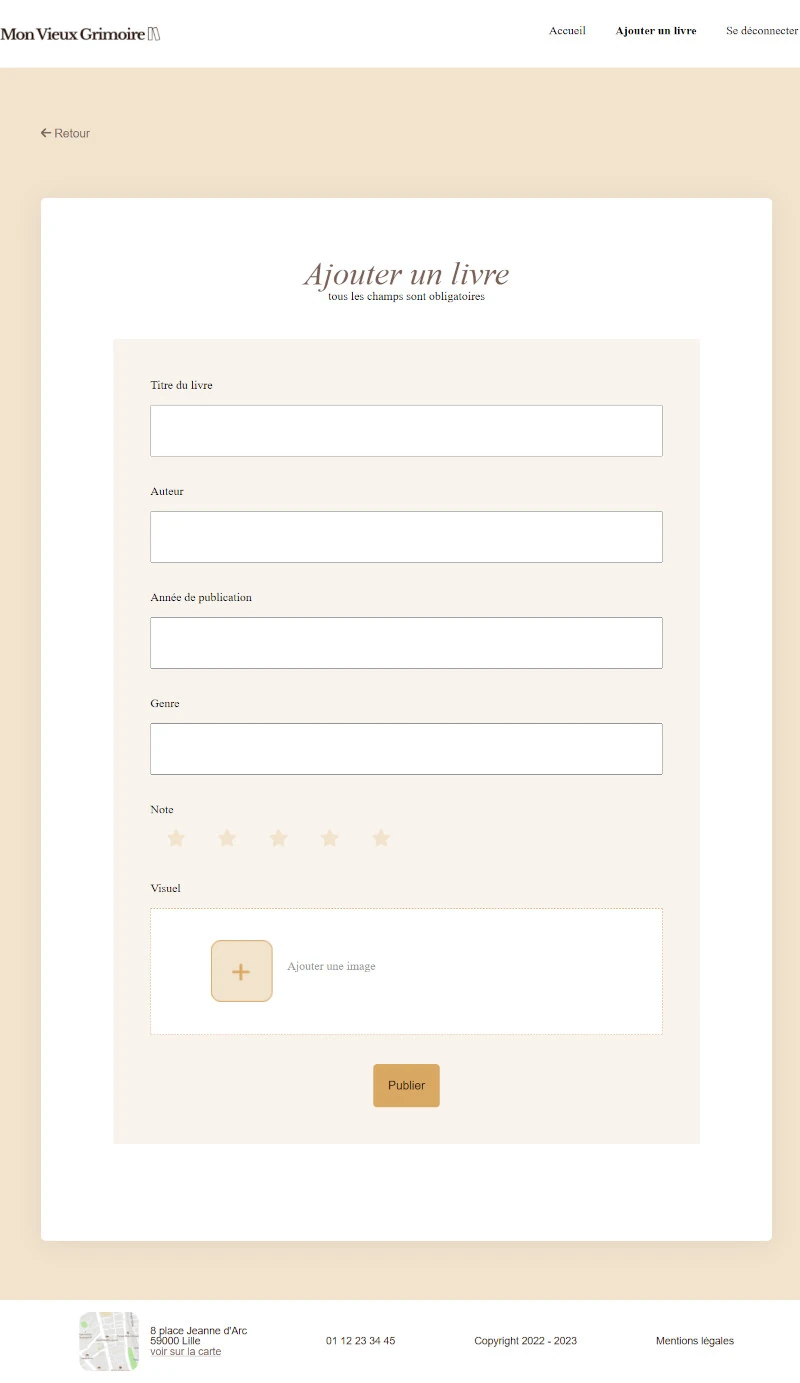 Mon Vieux Grimoire
Accueil
Ajouter un livre
Se déconnecter
Retour
Ajouter un livre
tous les champs sont obligatoires
Titre du livre
Auteur
Année de publication
Genre
Note
Visuel
Ajouter une image
Publier
8 place Jeanne d'Arc
59000 Lille
voir sur la carte
01 12 23 34 45
Copyright 2022 - 2023
Mentions légales